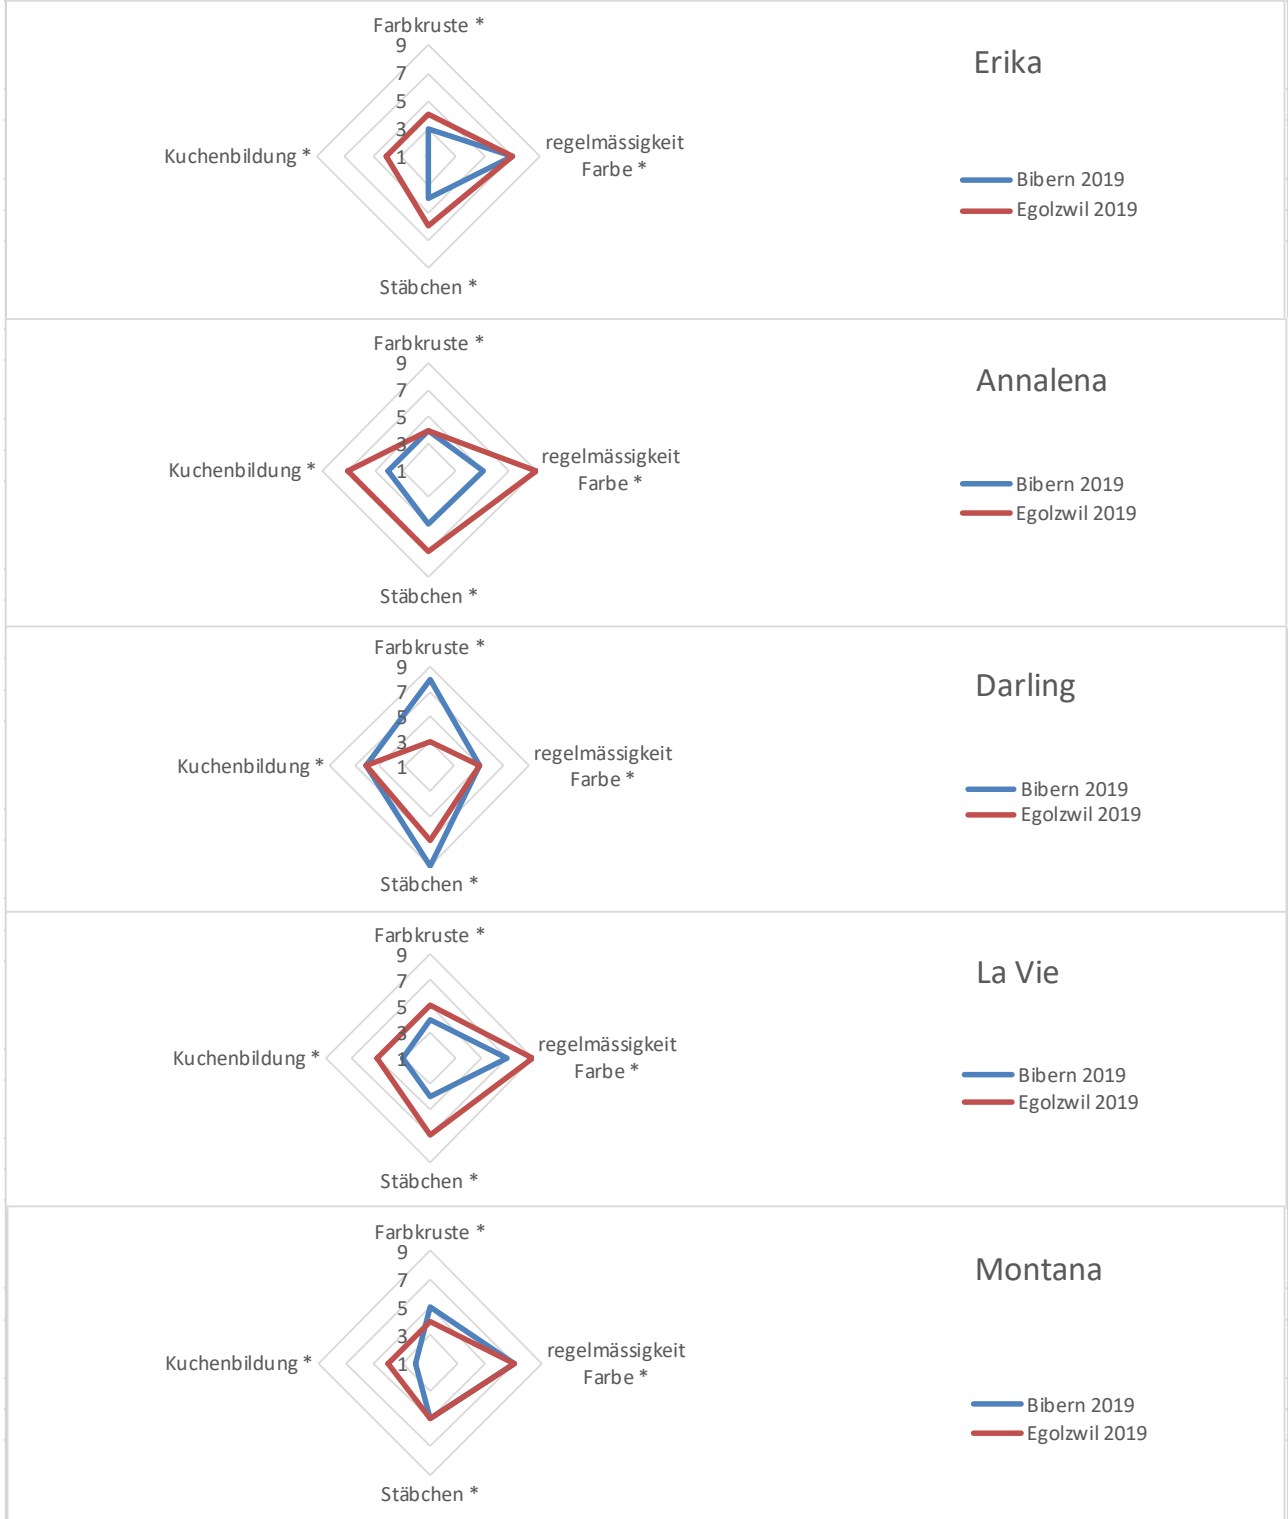 Farbkruste *
9
7
5
3
1
Kuchenbildung *
regelmässigkeit
Farbe *
Stäbchen *
Erika
Bibern 2019
Egolzwil 2019
Farbkruste *
9
7
5
3
1
Kuchenbildung *
regelmässigkeit
Farbe *
Stäbchen *
Annalena
Bibern 2019
Egolzwil 2019
Farbkruste *
9
7
5
3
1
Kuchenbildung *
regelmässigkeit
Farbe *
Stäbchen *
Darling
Bibern 2019
Egolzwil 2019
Farbkruste *
9
7
5
3
1
Kuchenbildung *
regelmässigkeit
Farbe *
Stäbchen *
La Vie
Bibern 2019
Egolzwil 2019
Farbkruste *
9
7
5
3
1
Kuchenbildung *
regelmässigkeit
Farbe *
Stäbchen *
Montana
Bibern 2019
Egolzwil 2019